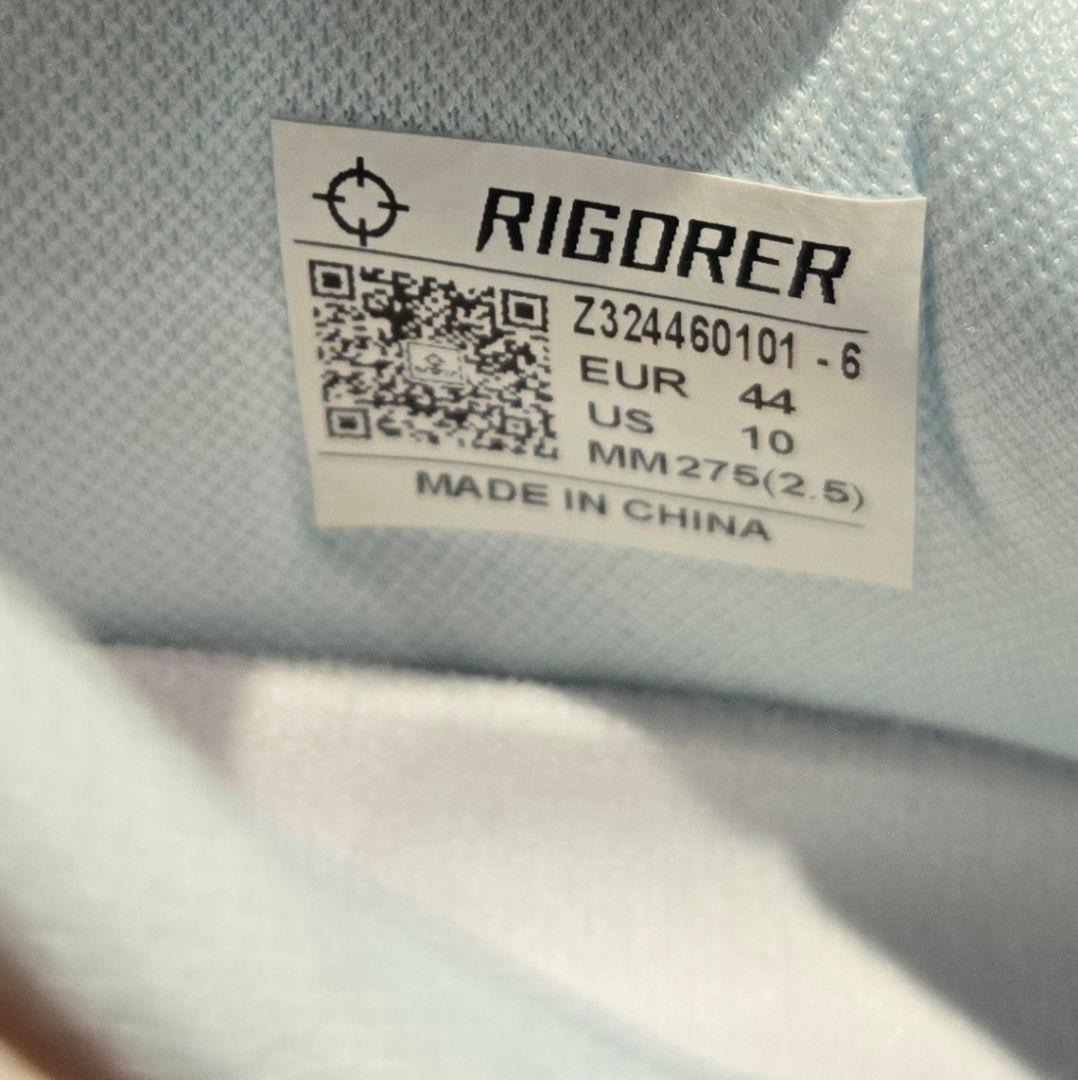 RIGORER
Z324460101 - 6
EUR 44
US 10
MM 275(2.5)
MADE IN CHINA